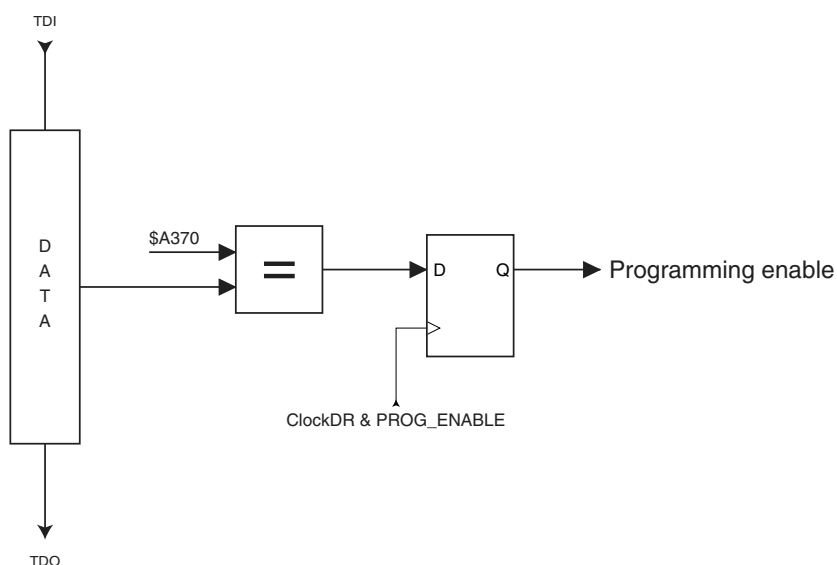 TDI
D
A
T
A
$A370
=
D
Q
Programming enable
ClockDR & PROG_ENABLE
TDO